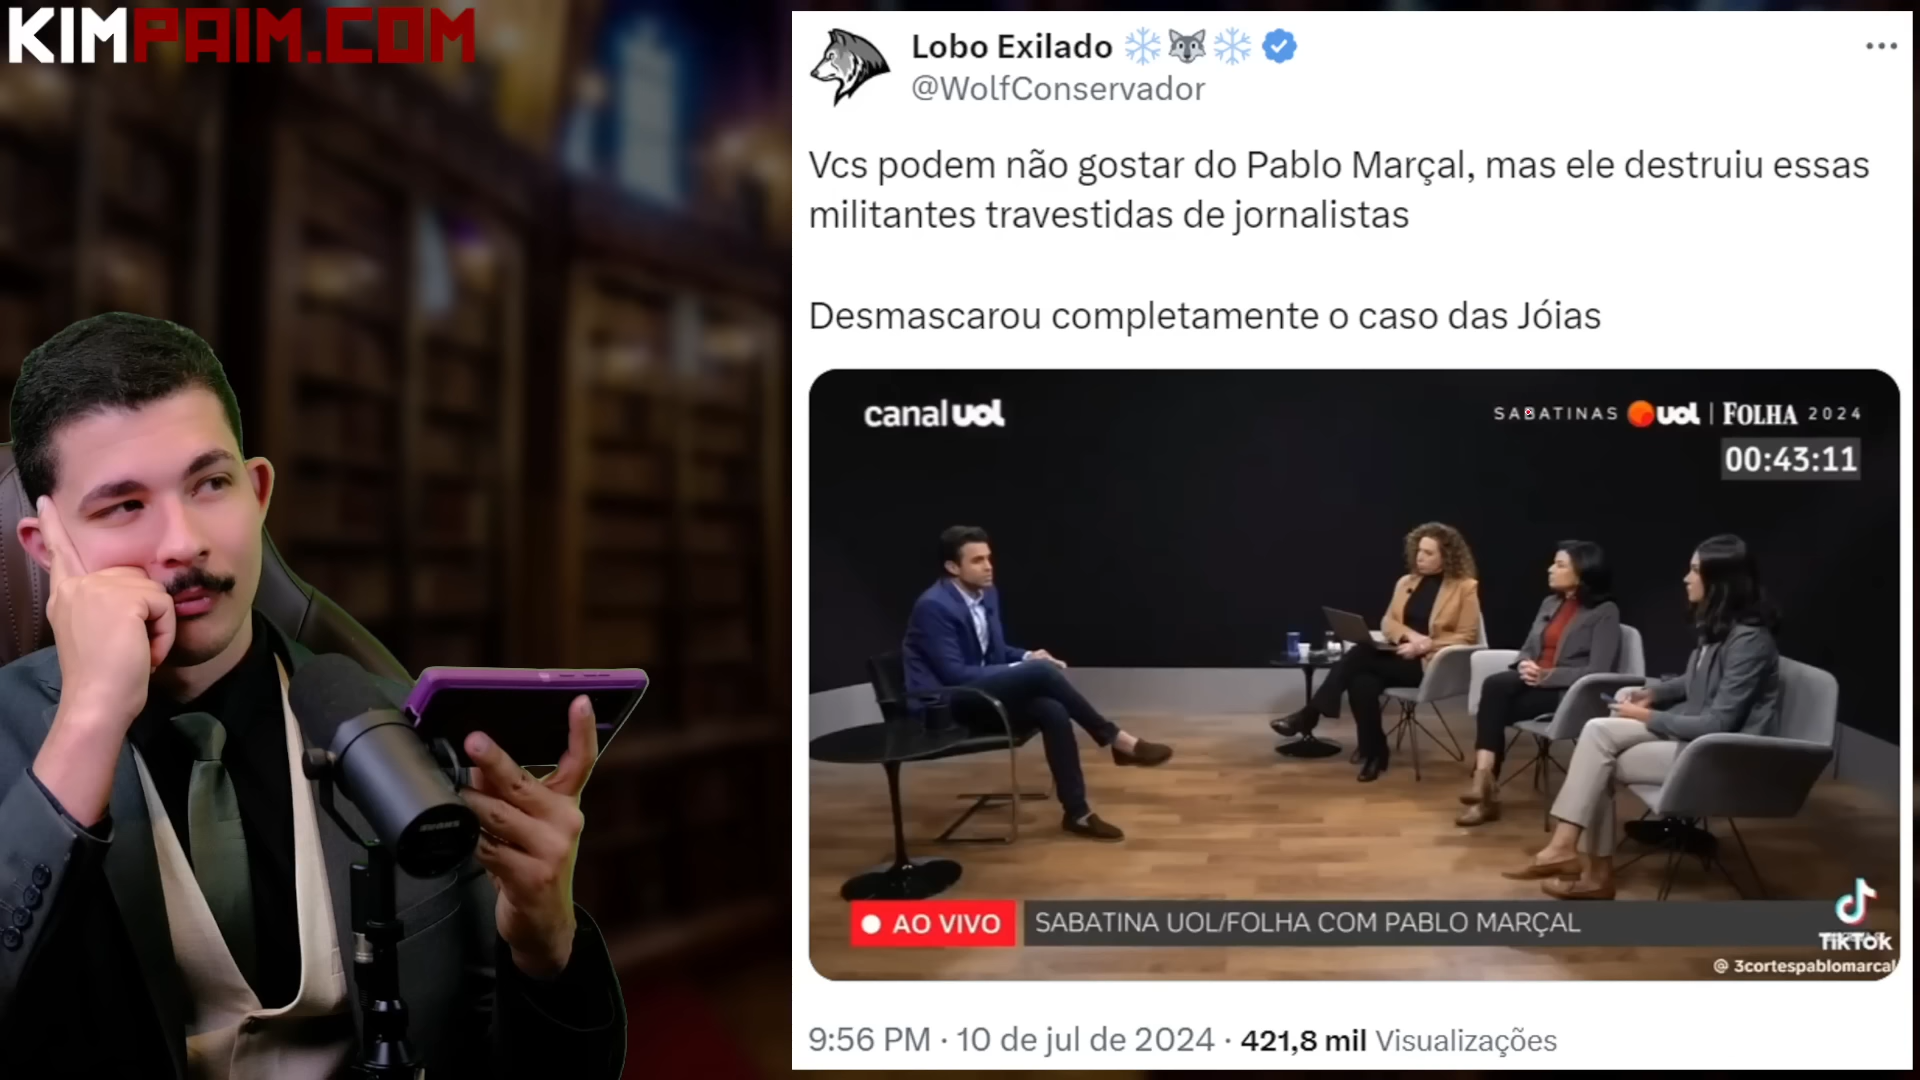 KIMPAIM.COM
Lobo Exilado
@WolfConservador
Vcs podem não gostar do Pablo Marçal, mas ele destruiu essas
militantes travestidas de jornalistas
Desmascarou completamente o caso das Jóias
canal uol
SABATINAS uol | FOLHA 2024
00:43:11
AO VIVO
SABATINA UOL/FOLHA COM PABLO MARÇAL
TikTok
@ 3cortespablomarcal
9:56 PM · 10 de jul de 2024 · 421,8 mil Visualizações